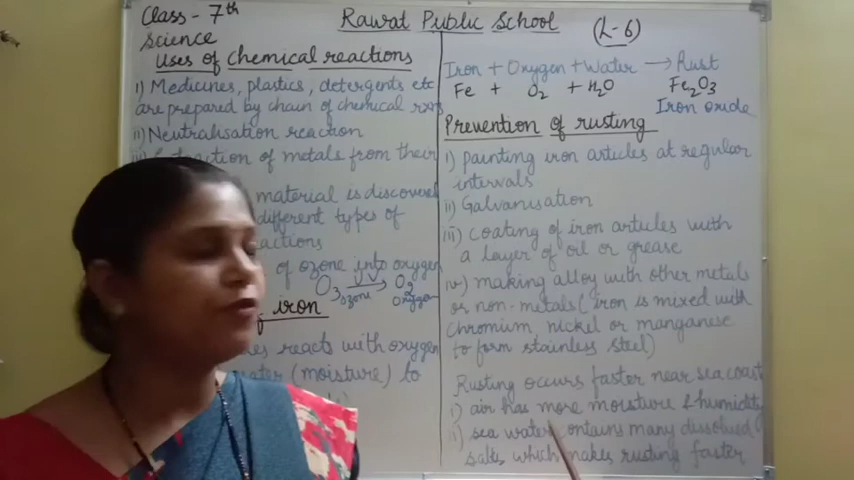 Class - 7th
Rawat Public School
(L-6)
Science
Uses of Chemical reactions
i) Medicines, plastics, detergents etc
are prepared by chain of chemical rxns
ii) Neutralisation reaction
of metals from their
material is discovered
different types of
of ozone into oxygen
O3 → O2
ozone Oxygen
iron
reacts with oxygen
(moisture) to
Iron + Oxygen + Water → Rust
Fe + O2 + H2O Fe2O3
Iron oxide
Prevention of rusting
i) painting iron articles at regular
intervals
ii) Galvanisation
iii) coating of iron articles with
a layer of oil or grease
iv) making alloy with other metals
or non-metals (iron is mixed with
chromium, nickel or manganese
to form stainless steel)
Rusting occurs faster near sea coast
i) air has more moisture & humidity
ii) sea water contains many dissolved
salts, which makes rusting faster